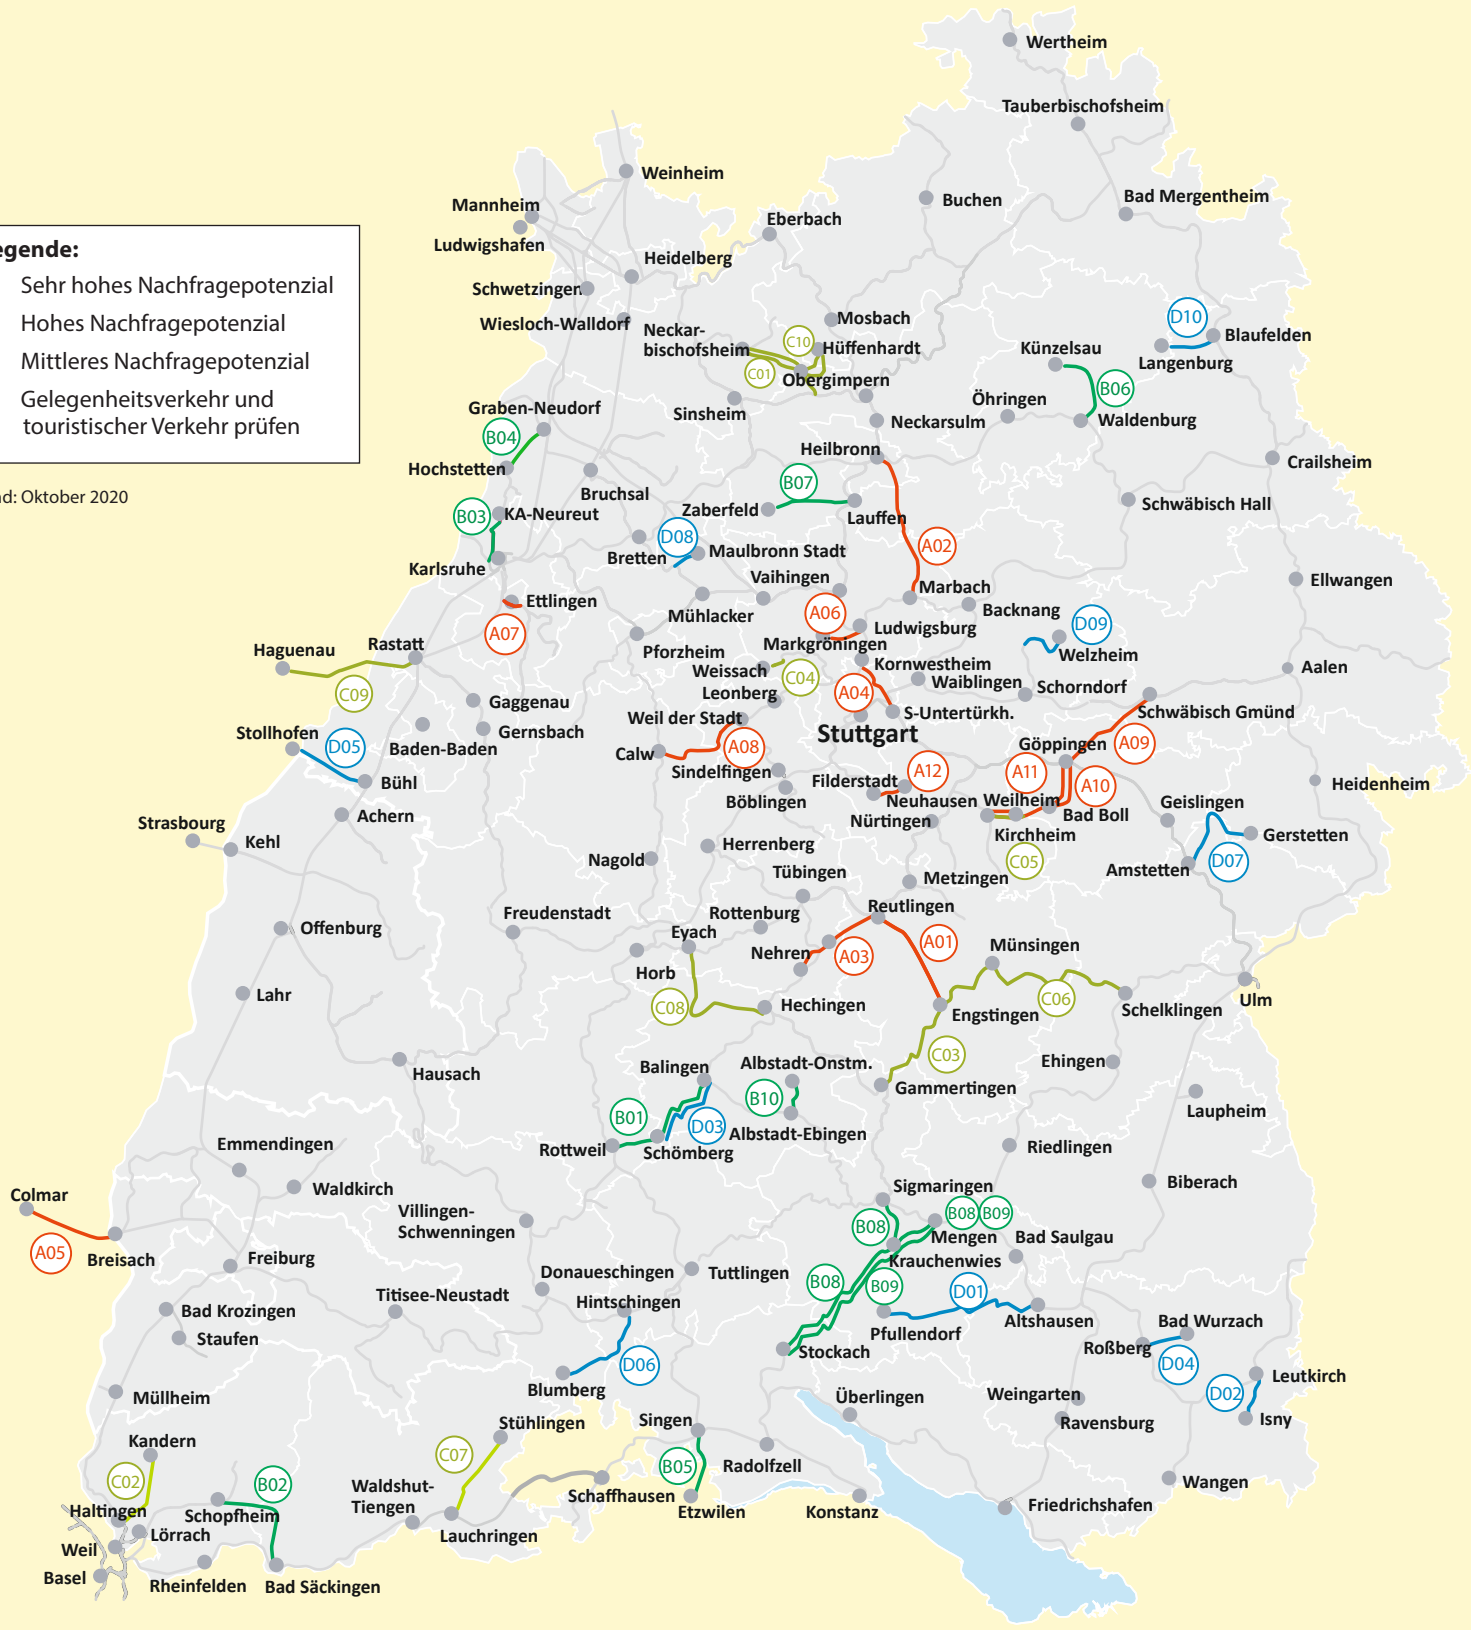 Wertheim
Tauberbischofsheim
Weinheim
Buchen
Bad Mergentheim
Mannheim
Eberbach
Ludwigshafen
egende:
Sehr hohes Nachfragepotenzial
Hohes Nachfragepotenzial
Mittleres Nachfragepotenzial
Gelegenheitsverkehr und
touristischer Verkehr prüfen
d: Oktober 2020
Heidelberg
Schwetzingen
Wiesloch-Walldorf
Neckar-
bischofsheim
C10
C01
Mosbach
Hüffenhardt
Obergimpern
Künzelsau
D10
Blaufelden
Langenburg
B06
Öhringen
Waldenburg
Graben-Neudorf
Sinsheim
Neckarsulm
B04
Hochstetten
Heilbronn
Crailsheim
Bruchsal
B07
Zaberfeld
Lauffen
Schwäbisch Hall
B03
KA-Neureut
D08
Bretten
Maulbronn Stadt
A02
Karlsruhe
Vaihingen
Marbach
Ellwangen
Ettlingen
A07
Mühlacker
A06
Backnang
Ludwigsburg
D09
Welzheim
Haguenau
Rastatt
C09
Pforzheim
Markgröningen
Weissach
C04
Kornwestheim
Waiblingen
Aalen
Leonberg
A04
Schorndorf
Gaggenau
Gernsbach
Weil der Stadt
S-Untertürkh.
Schwäbisch Gmünd
Stuttgart
Stollhofen
D05
Baden-Baden
Calw
A08
Göppingen
A09
Sindelfingen
Filderstadt
A12
A11
A10
Bühl
Böblingen
Neuhausen
Weilheim
Bad Boll
Geislingen
Heidenheim
Achern
Nürtingen
Kirchheim
C05
Gerstetten
Strasbourg
Kehl
Herrenberg
D07
Amstetten
Nagold
Tübingen
Metzingen
Freudenstadt
Rottenburg
Reutlingen
Offenburg
Eyach
Nehren
A03
A01
Münsingen
Horb
C06
Lahr
C08
Hechingen
Engstingen
Schelklingen
Ulm
C03
Hausach
Balingen
Albstadt-Onstm.
Gammertingen
Ehingen
B10
B01
D03
Albstadt-Ebingen
Laupheim
Emmendingen
Rottweil
Schömberg
Riedlingen
Waldkirch
Sigmaringen
Biberach
Colmar
Villingen-
Schwenningen
B08
B08
B09
Mengen
Bad Saulgau
A05
Breisach
Freiburg
Krauchenwies
Donaueschingen
Tuttlingen
B08
B09
D01
Titisee-Neustadt
Hintschingen
Bad Krozingen
Staufen
Pfullendorf
Altshausen
Bad Wurzach
Stockach
Roßberg
D04
D06
Blumberg
Leutkirch
D02
Isny
Müllheim
Überlingen
Weingarten
Ravensburg
Stühlingen
Singen
Kandern
C07
B05
Radolfzell
C02
B02
Waldshut-
Tiengen
Schaffhausen
Etzwilen
Wangen
Haltingen
Schopfheim
Konstanz
Friedrichshafen
Lörrach
Lauchringen
Weil
Basel
Rheinfelden
Bad Säckingen